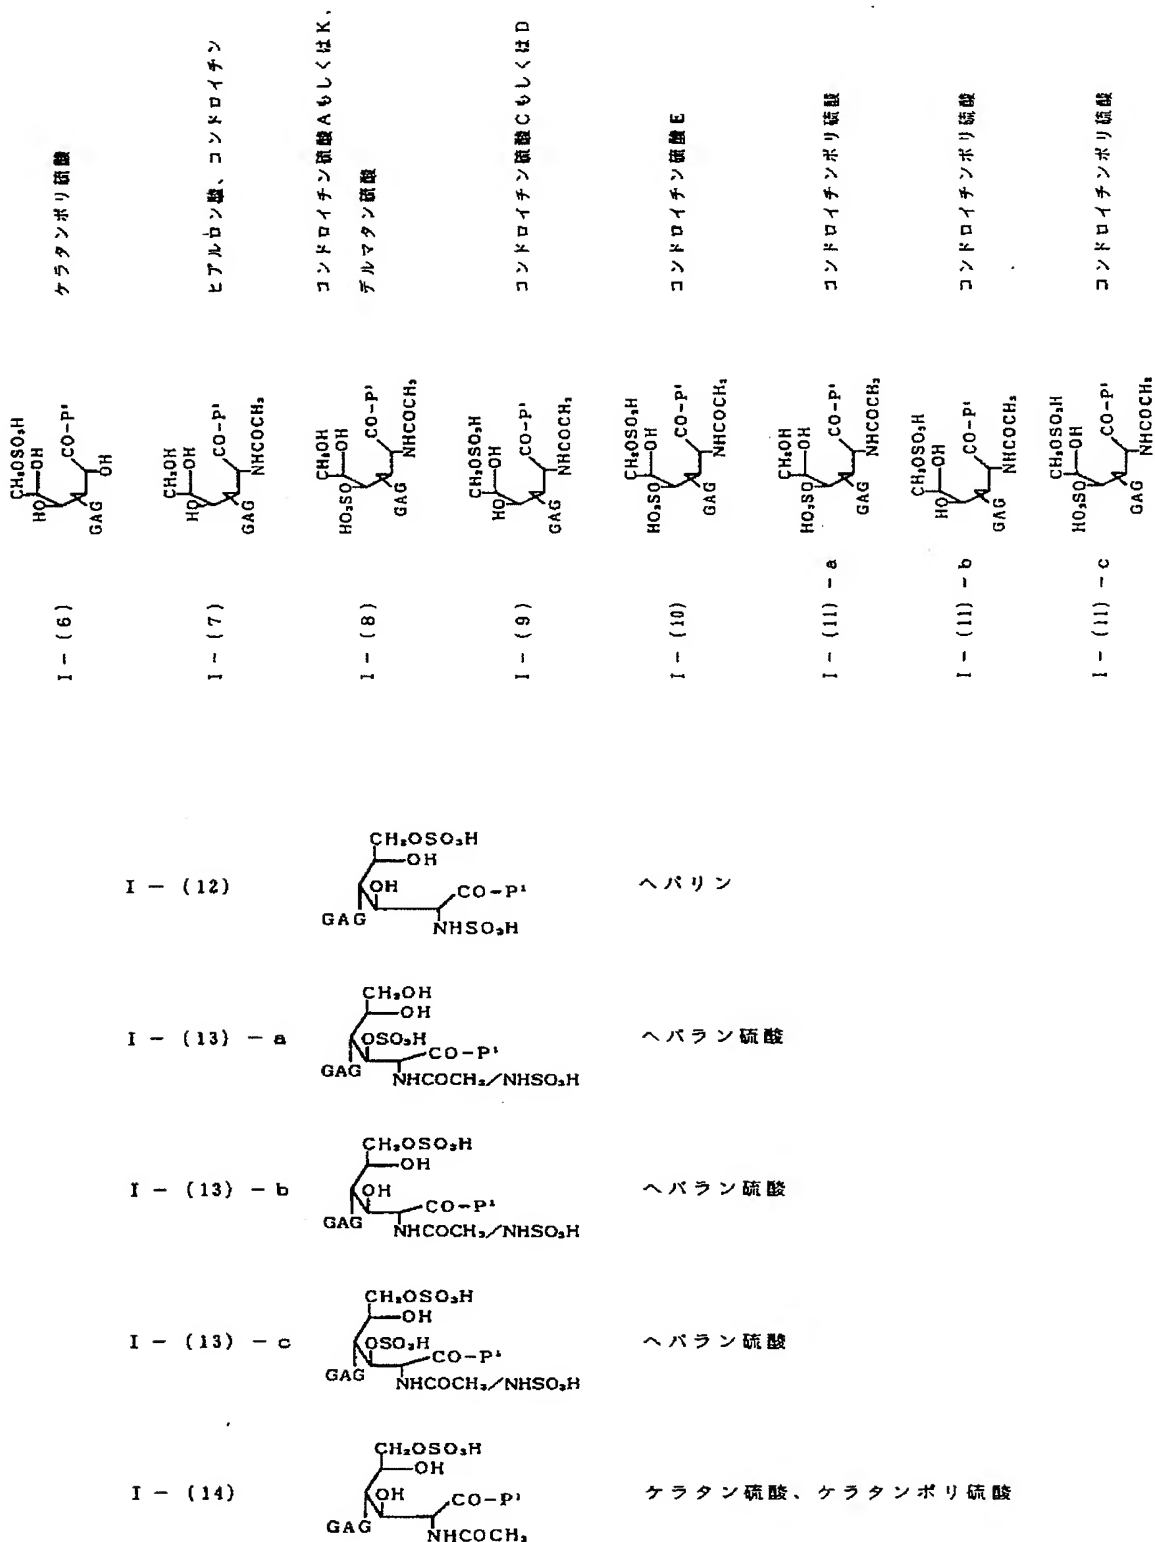 I － (6)
CH₂OSO₃H
OH
HO
CO-P¹
OH
GAG
ケラタンポリ硫酸
I － (7)
CH₂OH
OH
HO
CO-P¹
NHCOCH₃
GAG
ヒアルロン酸、コンドロイチン
I － (8)
CH₂OH
OH
HO₃SO
CO-P¹
NHCOCH₃
GAG
コンドロイチン硫酸AもしくはK、
デルマタン硫酸
I － (9)
CH₂OSO₃H
OH
HO
CO-P¹
NHCOCH₃
GAG
コンドロイチン硫酸CもしくはD
I － (10)
CH₂OSO₃H
OH
HO₃SO
CO-P¹
NHCOCH₃
GAG
コンドロイチン硫酸E
I － (11) － a
CH₂OH
OH
HO₃SO
CO-P¹
NHCOCH₃
GAG
コンドロイチンポリ硫酸
I － (11) － b
CH₂OSO₃H
OH
HO
CO-P¹
NHCOCH₃
GAG
コンドロイチンポリ硫酸
I － (11) － c
CH₂OSO₃H
OH
HO₃SO
CO-P¹
NHCOCH₃
GAG
コンドロイチンポリ硫酸
I － (12)
CH₂OSO₃H
OH
OH
CO-P¹
GAG
NHSO₃H
ヘパリン
I － (13) － a
CH₂OH
OH
OSO₃H
CO-P¹
GAG
NHCOCH₃/NHSO₃H
ヘパラン硫酸
I － (13) － b
CH₂OSO₃H
OH
OH
CO-P¹
GAG
NHCOCH₃/NHSO₃H
ヘパラン硫酸
I － (13) － c
CH₂OSO₃H
OH
OSO₃H
CO-P¹
GAG
NHCOCH₃/NHSO₃H
ヘパラン硫酸
I － (14)
CH₂OSO₃H
OH
OH
CO-P¹
GAG
NHCOCH₃
ケラタン硫酸、ケラタンポリ硫酸